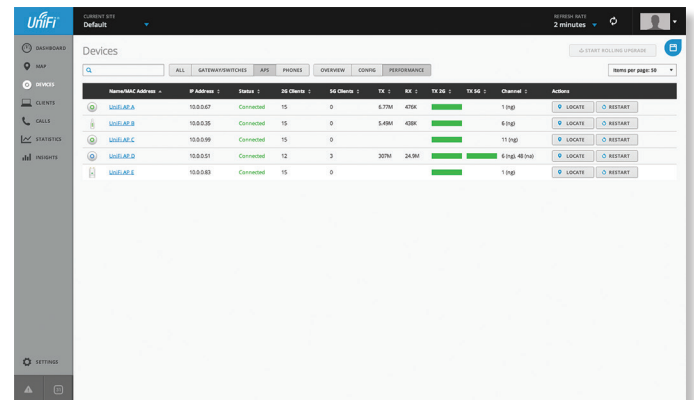 UniFi
CURRENT SITE
Default
REFRESH RATE
2 minutes
DASHBOARD
MAP
DEVICES
CLIENTS
CALLS
STATISTICS
INSIGHTS
SETTINGS
Devices
START ROLLING UPGRADE
ALL GATEWAY/SWITCHES APS PHONES OVERVIEW CONFIG PERFORMANCE
Items per page: 50
Name/MAC Address IP Address Status 2G Clients 5G Clients TX RX TX 2G TX 5G Channel Actions
UniFi AP A 10.0.0.67 Connected 15 0 6.77M 476K 1 (ng) LOCATE RESTART
UniFi AP B 10.0.0.35 Connected 15 0 5.49M 438K 6 (ng) LOCATE RESTART
UniFi AP C 10.0.0.99 Connected 15 0 11 (ng) LOCATE RESTART
UniFi AP D 10.0.0.51 Connected 12 3 307M 24.9M 6 (ng), 48 (na) LOCATE RESTART
UniFi AP E 10.0.0.83 Connected 15 0 1 (ng) LOCATE RESTART